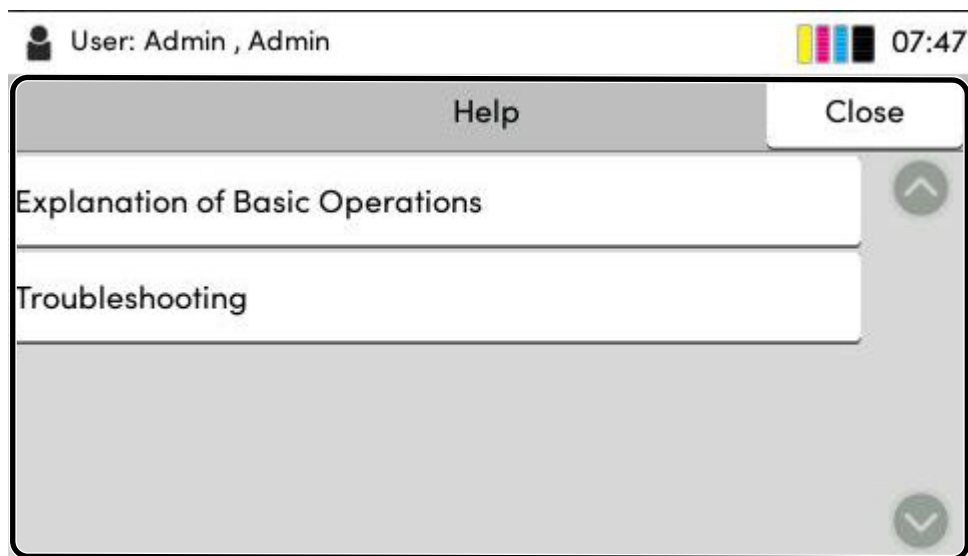 User: Admin , Admin 07:47
Help Close
Explanation of Basic Operations
Troubleshooting